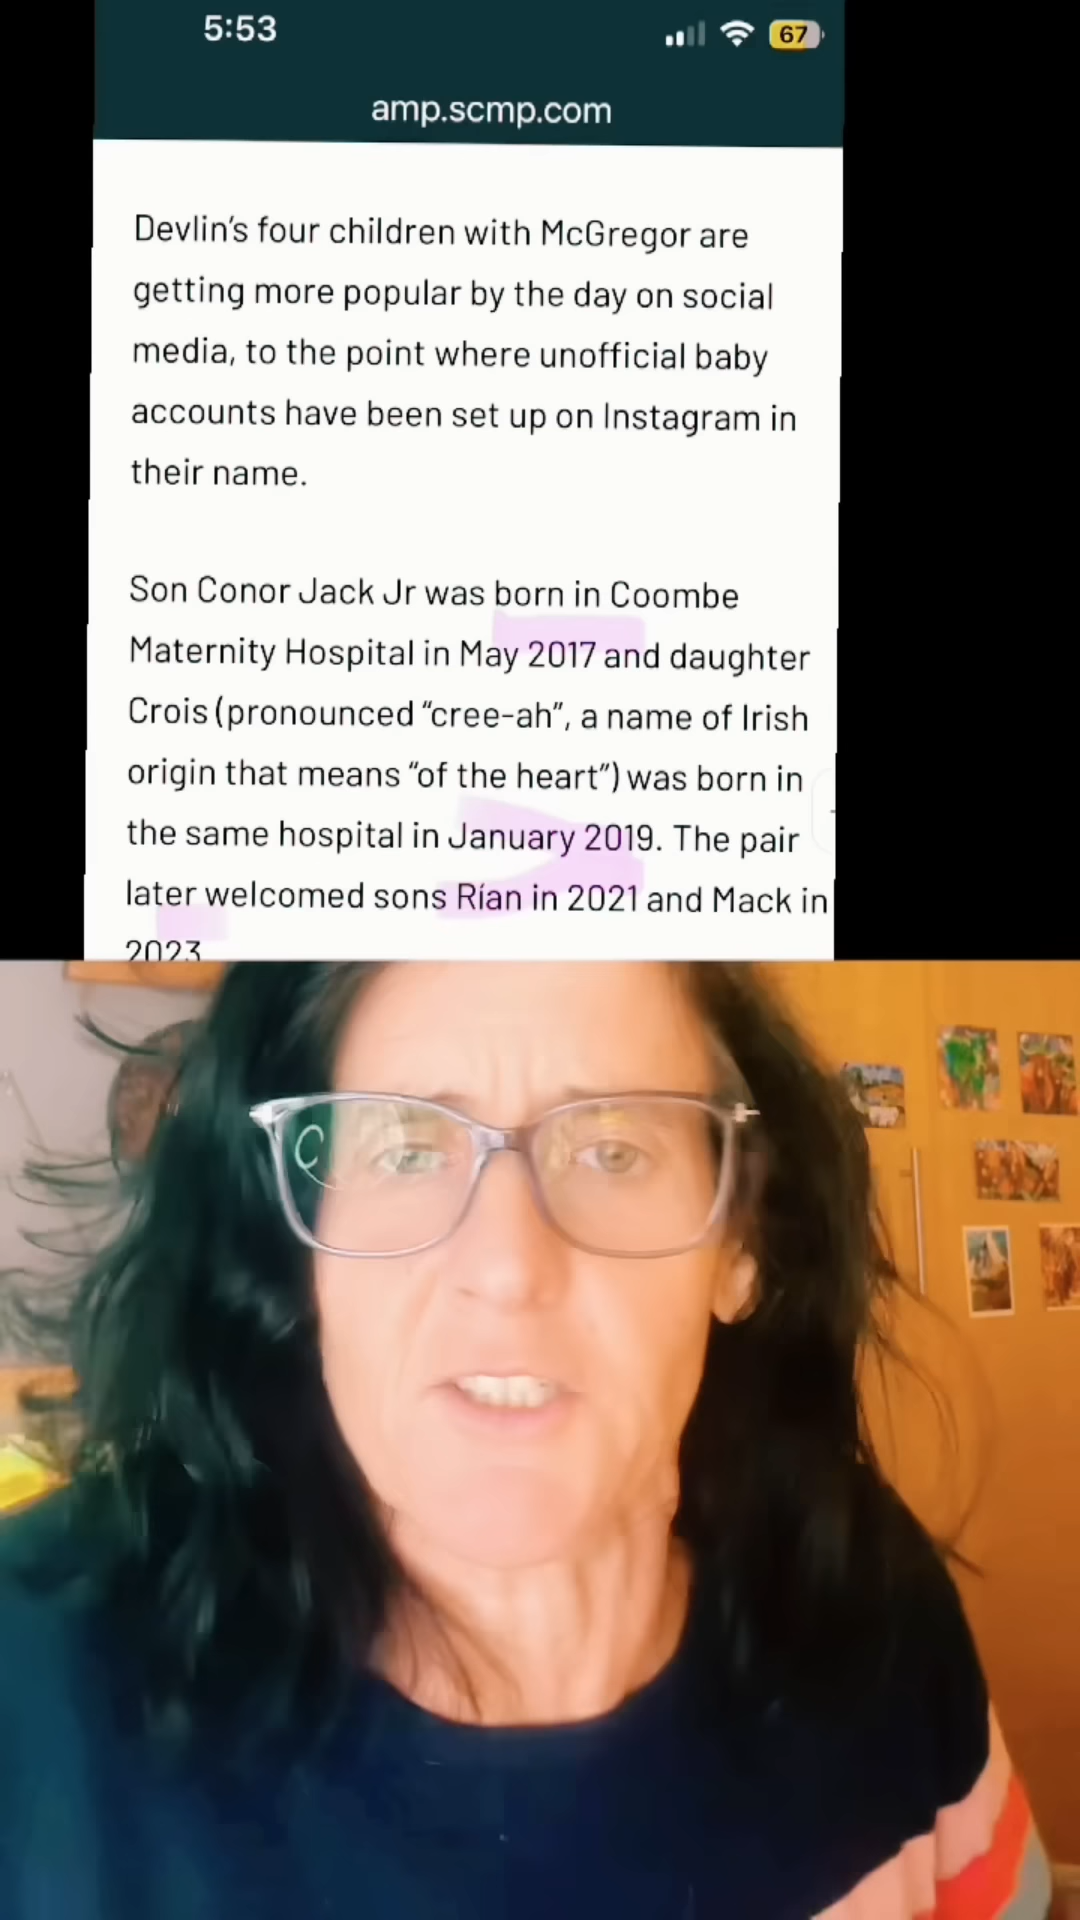 5:53
67
amp.scmp.com
Devlin's four children with McGregor are
getting more popular by the day on social
media, to the point where unofficial baby
accounts have been set up on Instagram in
their name.
Son Conor Jack Jr was born in Coombe
Maternity Hospital in May 2017 and daughter
Crois (pronounced “cree-ah”, a name of Irish
origin that means “of the heart”) was born in
the same hospital in January 2019. The pair
later welcomed sons Rían in 2021 and Mack in
2023